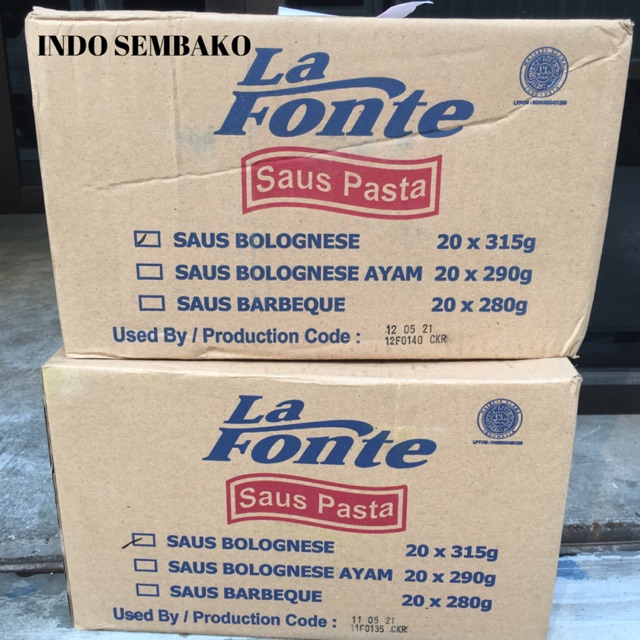 INDO SEMBAKO
La
Fonte
Saus Pasta
SAUS BOLOGNESE 20 x 315g
SAUS BOLOGNESE AYAM 20 x 290g
SAUS BARBEQUE 20 x 280g
Used By / Production Code : 12 05 21
12F0140 CKR
La
Fonte
Saus Pasta
SAUS BOLOGNESE 20 x 315g
SAUS BOLOGNESE AYAM 20 x 290g
SAUS BARBEQUE 20 x 280g
Used By / Production Code : 11 05 21
11F0135 CKR